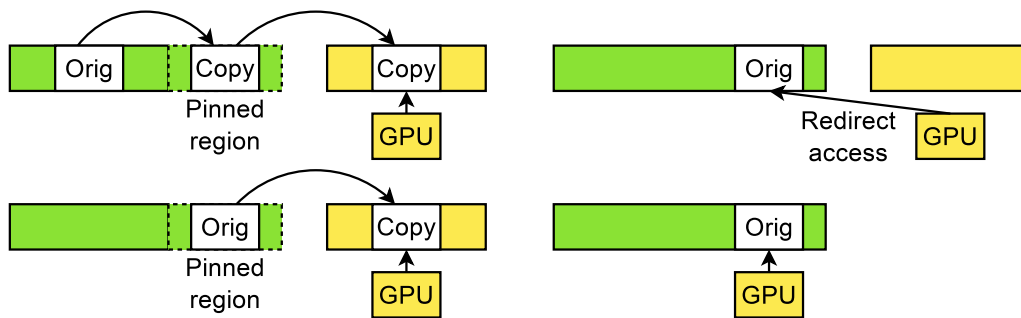 Orig
Copy
Copy
Pinned
region
GPU
Orig
Redirect
access
GPU
Orig
Copy
Pinned
region
GPU
Orig
GPU